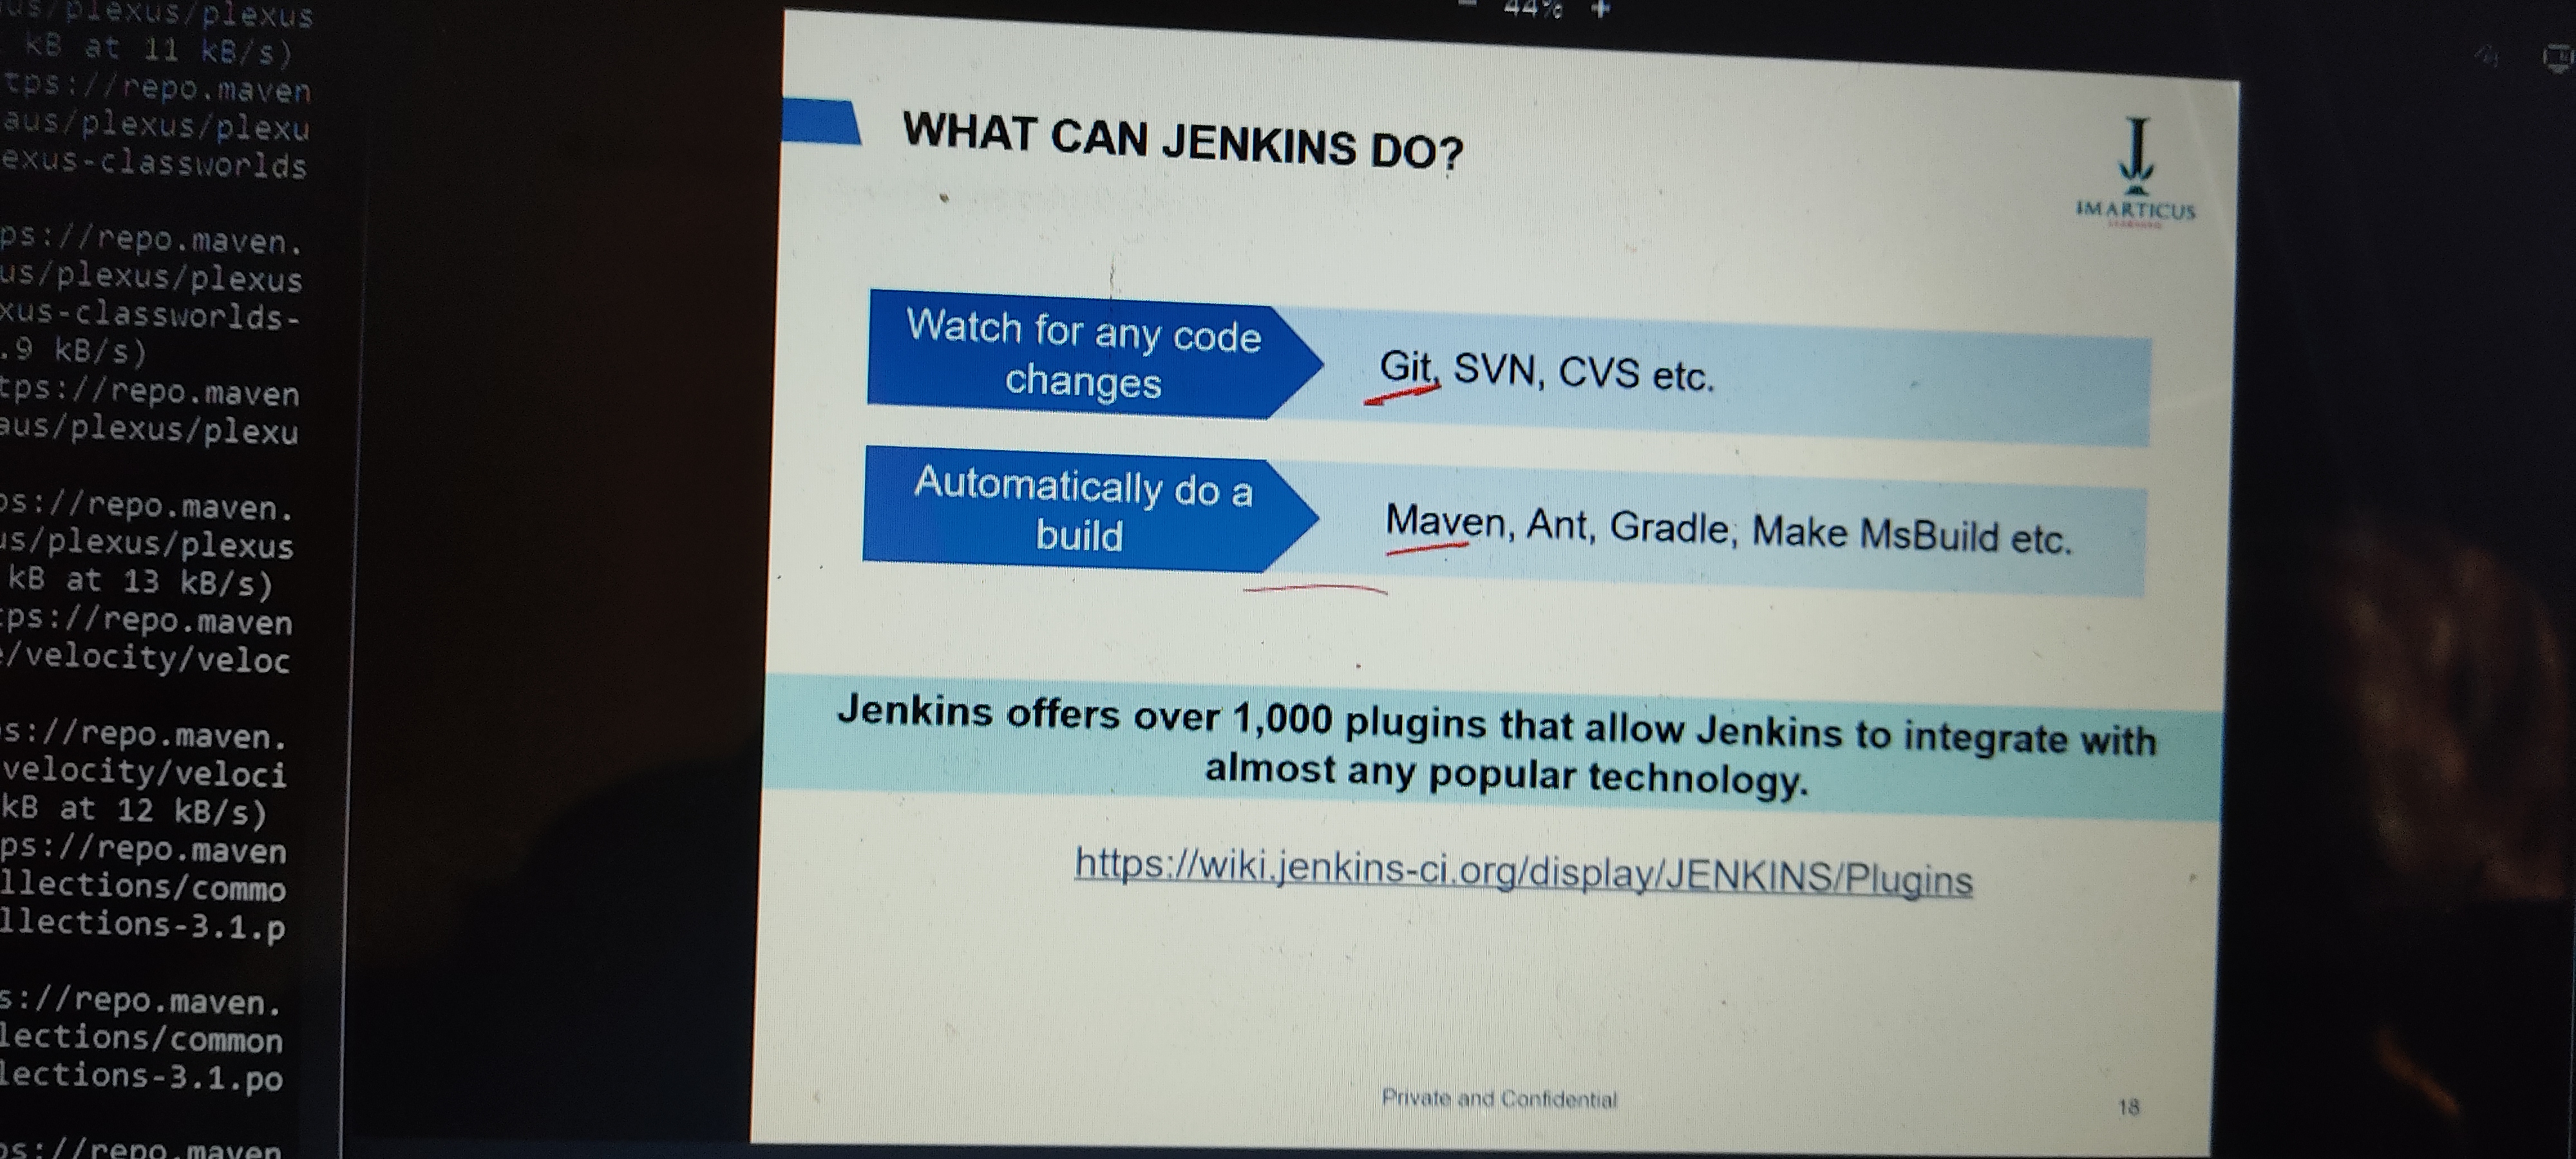 us/plexus/plexus
kB at 11 kB/s)
tps://repo.maven
aus/plexus/plexu
exus-classworlds
ps://repo.maven.
us/plexus/plexus
xus-classworlds-
.9 kB/s)
tps://repo.maven
aus/plexus/plexu
ps://repo.maven.
us/plexus/plexus
kB at 13 kB/s)
tps://repo.maven
e/velocity/veloc
s://repo.maven.
velocity/veloci
kB at 12 kB/s)
ps://repo.maven
llections/commo
llections-3.1.p
s://repo.maven.
lections/common
lections-3.1.po
ps://repo.maven
− 44% +
WHAT CAN JENKINS DO?
IMARTICUS
LEARNING
Watch for any code
changes
Git, SVN, CVS etc.
Automatically do a
build
Maven, Ant, Gradle, Make MsBuild etc.
Jenkins offers over 1,000 plugins that allow Jenkins to integrate with
almost any popular technology.
https://wiki.jenkins-ci.org/display/JENKINS/Plugins
Private and Confidential
18